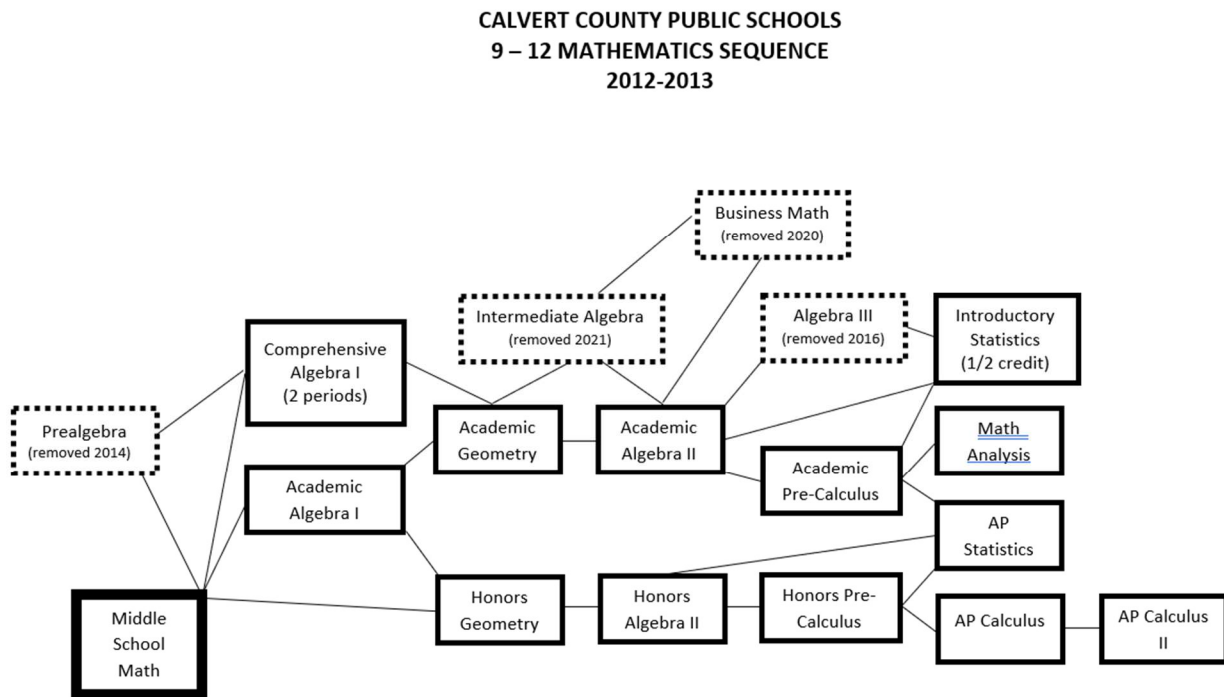 CALVERT COUNTY PUBLIC SCHOOLS
9 – 12 MATHEMATICS SEQUENCE
2012-2013
Business Math
(removed 2020)
Intermediate Algebra
(removed 2021)
Algebra III
(removed 2016)
Introductory
Statistics
(1/2 credit)
Comprehensive
Algebra I
(2 periods)
Prealgebra
(removed 2014)
Academic
Geometry
Academic
Algebra II
Math
Analysis
Academic
Pre-Calculus
Academic
Algebra I
AP
Statistics
Middle
School
Math
Honors
Geometry
Honors
Algebra II
Honors Pre-
Calculus
AP Calculus
AP Calculus
II